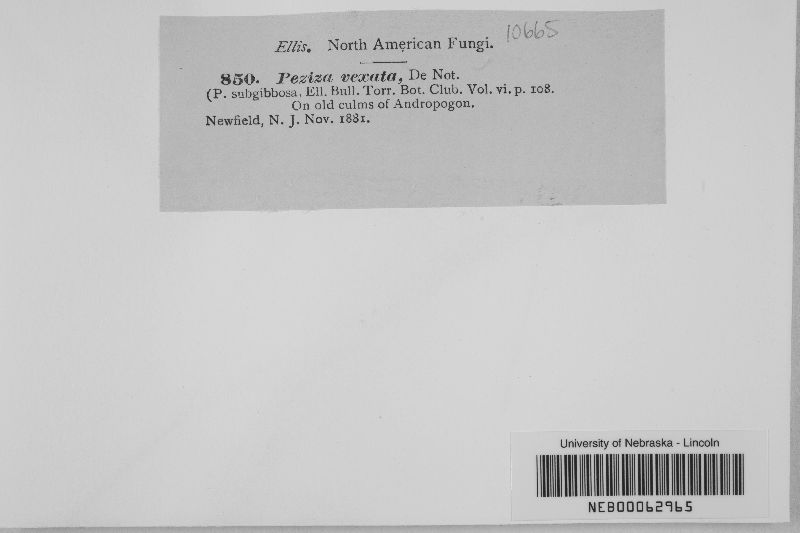 10665
Ellis. North American Fungi.
850. Peziza vexata, De Not.
(P. subgibbosa, Ell. Bull. Torr. Bot. Club. Vol. vi. p. 108.
On old culms of Andropogon.
Newfield, N. J. Nov. 1881.
University of Nebraska - Lincoln
NEB00062965